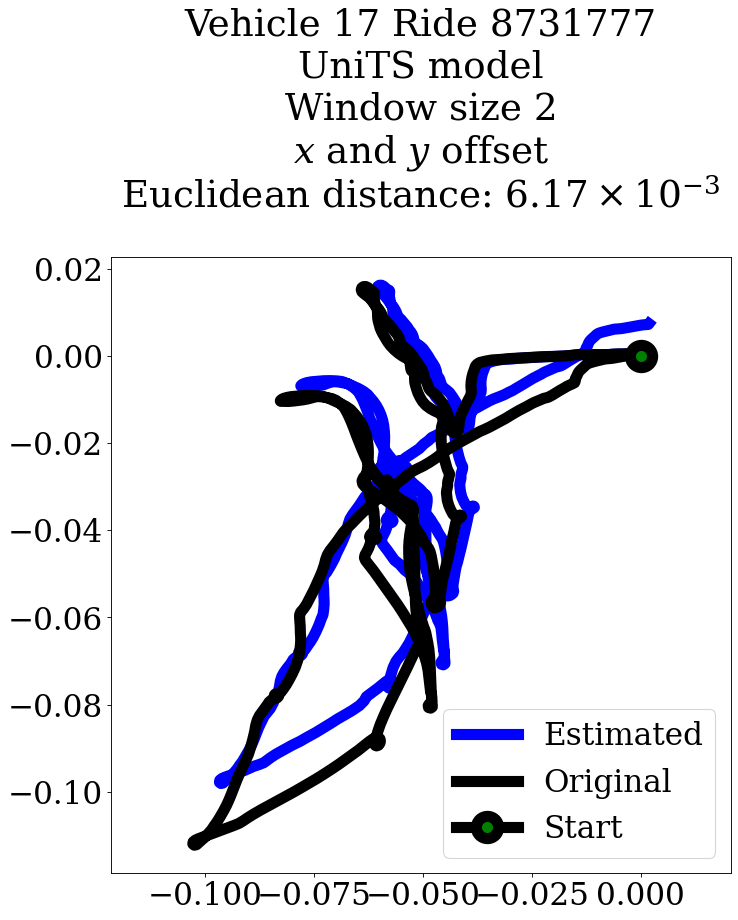 Vehicle 17 Ride 8731777
UniTS model
Window size 2
x and y offset
Euclidean distance: 6.17 × 10⁻³
0.02
0.00
−0.02
−0.04
−0.06
−0.08
−0.10
Estimated
Original
Start
−0.100 −0.075 −0.050 −0.025 0.000